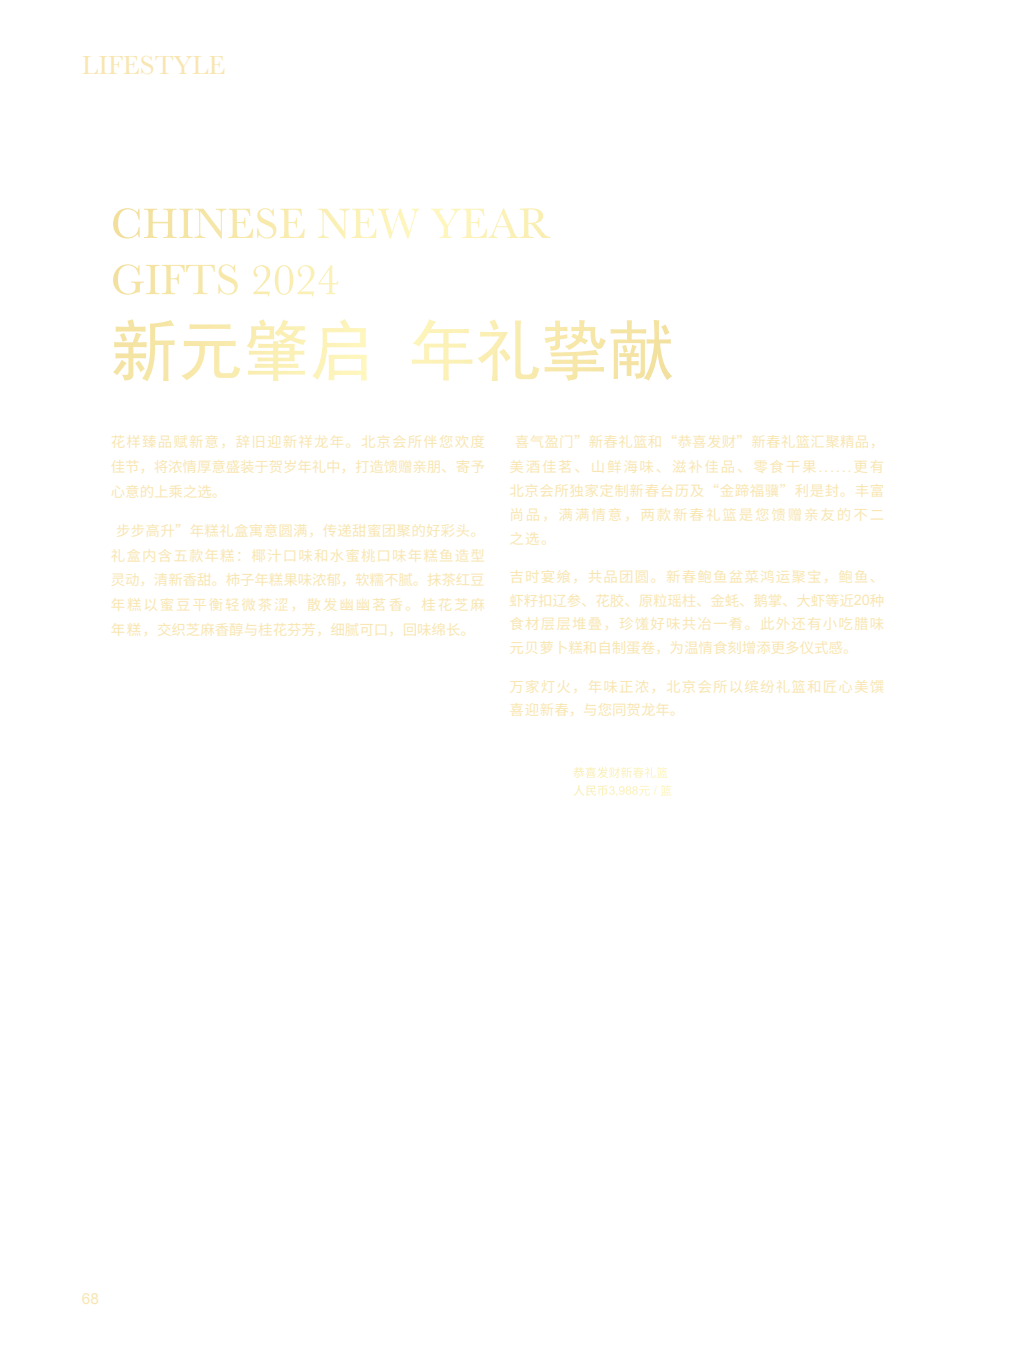 LIFESTYLE
CHINESE NEW YEAR
GIFTS 2024
新元肇启 年礼挚献
花样臻品赋新意，辞旧迎新祥龙年。北京会所伴您欢度
佳节，将浓情厚意盛装于贺岁年礼中，打造馈赠亲朋、寄予
心意的上乘之选。
步步高升”年糕礼盒寓意圆满，传递甜蜜团聚的好彩头。
礼盒内含五款年糕：椰汁口味和水蜜桃口味年糕鱼造型
灵动，清新香甜。柿子年糕果味浓郁，软糯不腻。抹茶红豆
年糕以蜜豆平衡轻微茶涩，散发幽幽茗香。桂花芝麻
年糕，交织芝麻香醇与桂花芬芳，细腻可口，回味绵长。
喜气盈门”新春礼篮和“恭喜发财”新春礼篮汇聚精品，
美酒佳茗、山鲜海味、滋补佳品、零食干果......更有
北京会所独家定制新春台历及“金蹄福骥”利是封。丰富
尚品，满满情意，两款新春礼篮是您馈赠亲友的不二
之选。
吉时宴飨，共品团圆。新春鲍鱼盆菜鸿运聚宝，鲍鱼、
虾籽扣辽参、花胶、原粒瑶柱、金蚝、鹅掌、大虾等近20种
食材层层堆叠，珍馐好味共冶一肴。此外还有小吃腊味
元贝萝卜糕和自制蛋卷，为温情食刻增添更多仪式感。
万家灯火，年味正浓，北京会所以缤纷礼篮和匠心美馔
喜迎新春，与您同贺龙年。
恭喜发财新春礼篮
人民币3,988元 / 篮
68